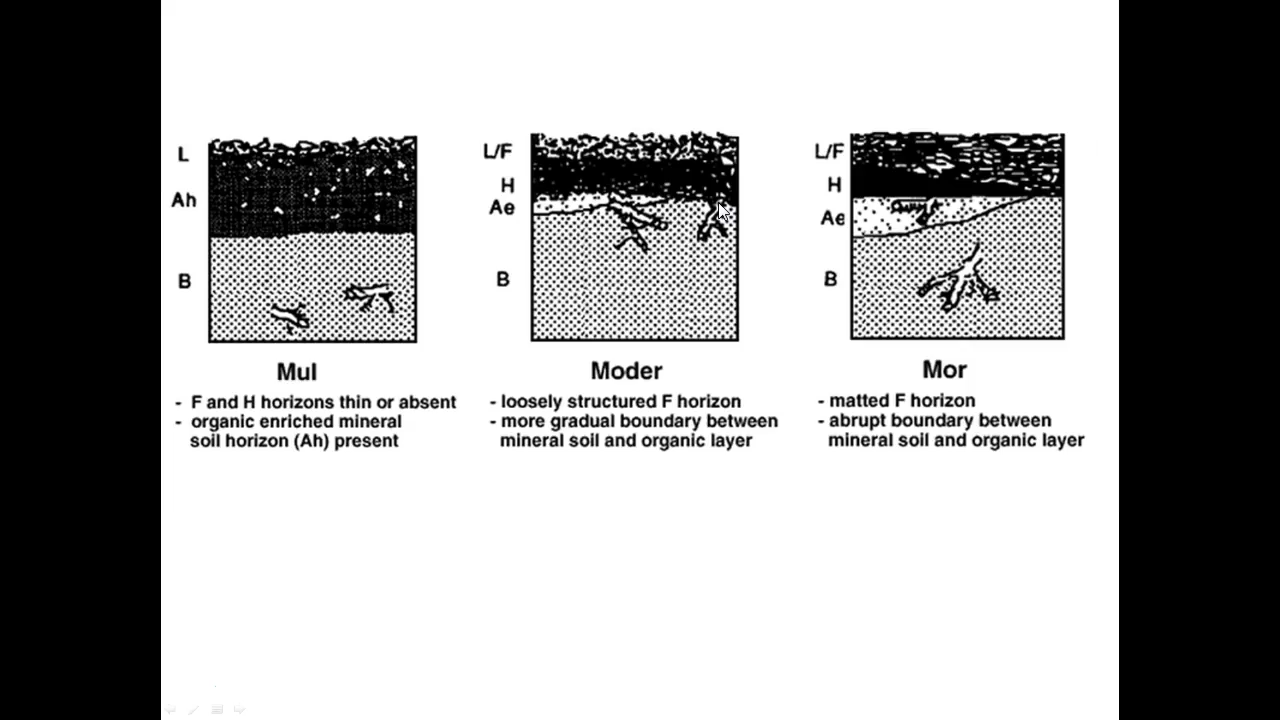 L
Ah
B
Mul
- F and H horizons thin or absent
- organic enriched mineral
soil horizon (Ah) present
L/F
H
Ae
B
Moder
- loosely structured F horizon
- more gradual boundary between
mineral soil and organic layer
L/F
H
Ae
B
Mor
- matted F horizon
- abrupt boundary between
mineral soil and organic layer